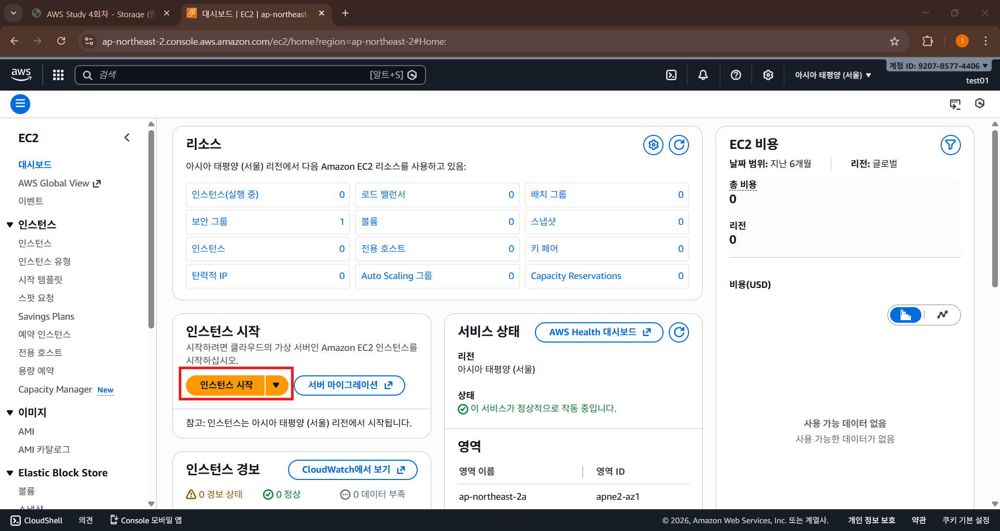 AWS Study 4회차 - Storage (현
대시보드 | EC2 | ap-northeast-
ap-northeast-2.console.aws.amazon.com/ec2/home?region=ap-northeast-2#Home:
1
aws
검색
[알트+S]
아시아 태평양 (서울)
계정 ID: 9207-8577-4406
test01
EC2
대시보드
AWS Global View
이벤트
인스턴스
인스턴스
인스턴스 유형
시작 템플릿
스팟 요청
Savings Plans
예약 인스턴스
전용 호스트
용량 예약
Capacity Manager New
이미지
AMI
AMI 카탈로그
Elastic Block Store
볼륨
스냅샷
리소스
아시아 태평양 (서울) 리전에서 다음 Amazon EC2 리소스를 사용하고 있음:
인스턴스(실행 중) 0
로드 밸런서 0
배치 그룹 0
보안 그룹 1
볼륨 0
스냅샷 0
인스턴스 0
전용 호스트 0
키 페어 0
탄력적 IP 0
Auto Scaling 그룹 0
Capacity Reservations 0
인스턴스 시작
시작하려면 클라우드의 가상 서버인 Amazon EC2 인스턴스를
시작하십시오.
인스턴스 시작
서버 마이그레이션
참고: 인스턴스는 아시아 태평양 (서울) 리전에서 시작됩니다.
인스턴스 경보
CloudWatch에서 보기
0 경보 상태
0 정상
0 데이터 부족
서비스 상태
AWS Health 대시보드
리전
아시아 태평양 (서울)
상태
이 서비스가 정상적으로 작동 중입니다.
영역
영역 이름
영역 ID
ap-northeast-2a
apne2-az1
EC2 비용
날짜 범위: 지난 6개월
리전: 글로벌
총 비용
0
리전
0
비용(USD)
사용 가능 데이터 없음
사용 가능한 데이터가 없음
CloudShell
의견
Console 모바일 앱
© 2026, Amazon Web Services, Inc. 또는 계열사.
개인 정보 보호
약관
쿠키 기본 설정